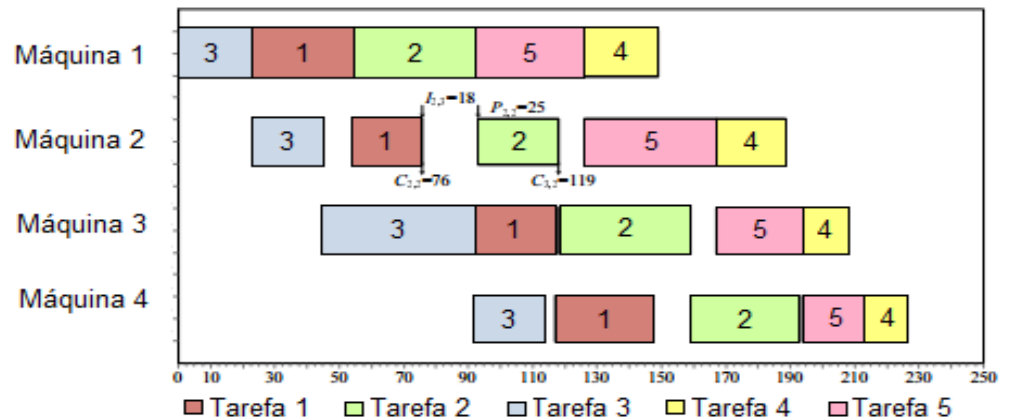 Máquina 1 3 1 2 5 4
I2,3=18 P2,2=25
Máquina 2 3 1 2 5 4
C2,2=76 C3,2=119
Máquina 3 3 1 2 5 4
Máquina 4 3 1 2 5 4
0 10 30 50 70 90 110 130 150 170 190 210 230 250
Tarefa 1 Tarefa 2 Tarefa 3 Tarefa 4 Tarefa 5